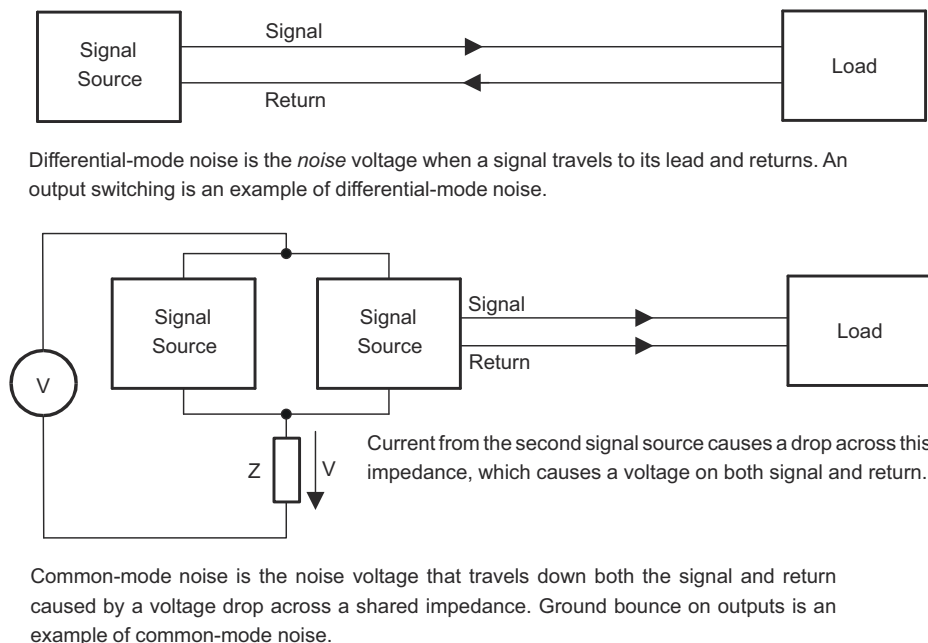 Signal
Source
Signal
Return
Load
Differential-mode noise is the noise voltage when a signal travels to its lead and returns. An
output switching is an example of differential-mode noise.
V
Signal
Source
Signal
Source
Signal
Return
Load
Z
V
Current from the second signal source causes a drop across this
impedance, which causes a voltage on both signal and return.
Common-mode noise is the noise voltage that travels down both the signal and return
caused by a voltage drop across a shared impedance. Ground bounce on outputs is an
example of common-mode noise.